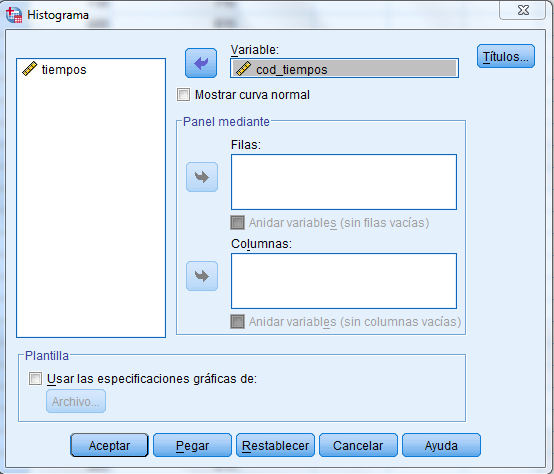 Histograma
Variable:
tiempos
cod_tiempos
Títulos...
Mostrar curva normal
Panel mediante
Filas:
Anidar variables (sin filas vacías)
Columnas:
Anidar variables (sin columnas vacías)
Plantilla
Usar las especificaciones gráficas de:
Archivo...
Aceptar Pegar Restablecer Cancelar Ayuda